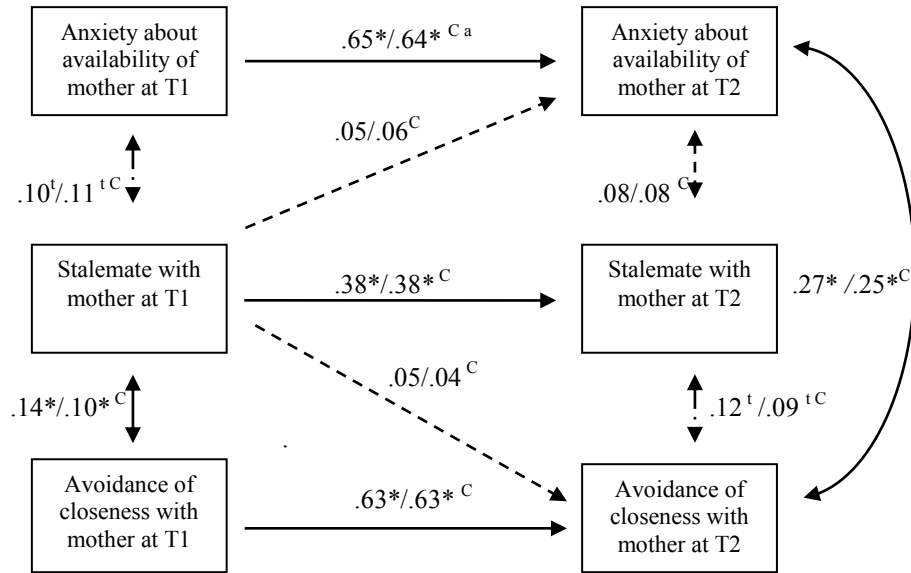 Anxiety about
availability of
mother at T1
.65*/.64* C a
Anxiety about
availability of
mother at T2
.05/.06C
.10t/.11 t C
.08/.08 C
Stalemate with
mother at T1
.38*/.38* C
Stalemate with
mother at T2
.27* /.25*C
.05/.04 C
.14*/.10* C
.12 t /.09 t C
Avoidance of
closeness with
mother at T1
.63*/.63* C
Avoidance of
closeness with
mother at T2